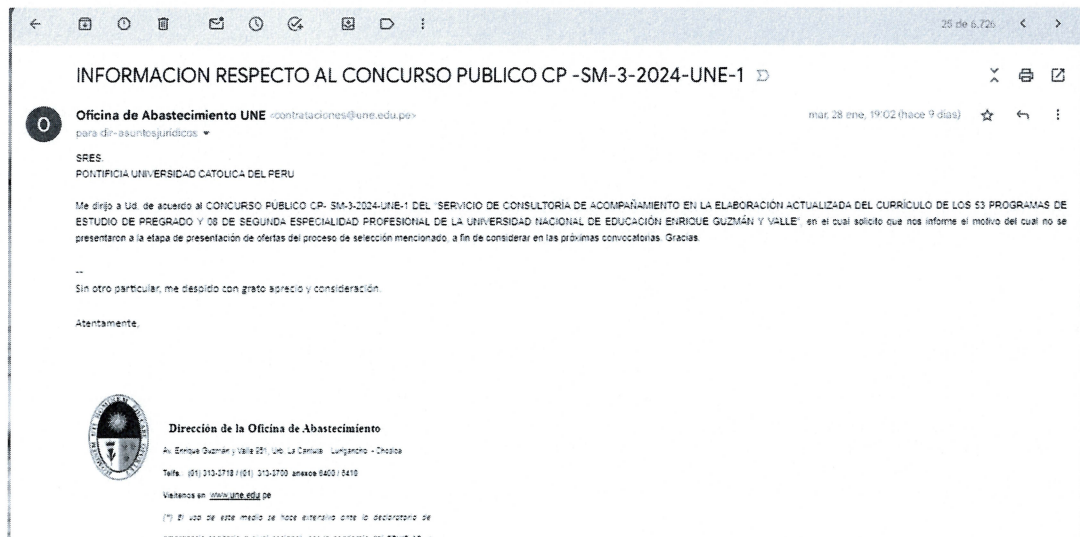 25 de 6,726
INFORMACION RESPECTO AL CONCURSO PUBLICO CP -SM-3-2024-UNE-1
O
Oficina de Abastecimiento UNE <contrataciones@une.edu.pe>
mar, 28 ene, 19:02 (hace 9 días)
para dir-asuntosjuridicos
SRES.
PONTIFICIA UNIVERSIDAD CATOLICA DEL PERU
Me dirijo a Ud. de acuerdo al CONCURSO PÚBLICO CP- SM-3-2024-UNE-1 DEL "SERVICIO DE CONSULTORÍA DE ACOMPAÑAMIENTO EN LA ELABORACIÓN ACTUALIZADA DEL CURRÍCULO DE LOS 53 PROGRAMAS DE
ESTUDIO DE PREGRADO Y 08 DE SEGUNDA ESPECIALIDAD PROFESIONAL DE LA UNIVERSIDAD NACIONAL DE EDUCACIÓN ENRIQUE GUZMÁN Y VALLE", en el cual solicito que nos informe el motivo del cual no se
presentaron a la etapa de presentación de ofertas del proceso de selección mencionado, a fin de considerar en las próximas convocatorias. Gracias.
--
Sin otro particular, me despido con grato aprecio y consideración.
Atentamente,
Dirección de la Oficina de Abastecimiento
Av. Enrique Guzmán y Valle 951, Urb. La Cantuta Lurigancho - Chosica
Telfs. (01) 313-3718 / (01) 313-3700 anexos 6400 / 6410
Visítenos en www.une.edu.pe
(*) El uso de este medio se hace extensivo ante la declaratoria de